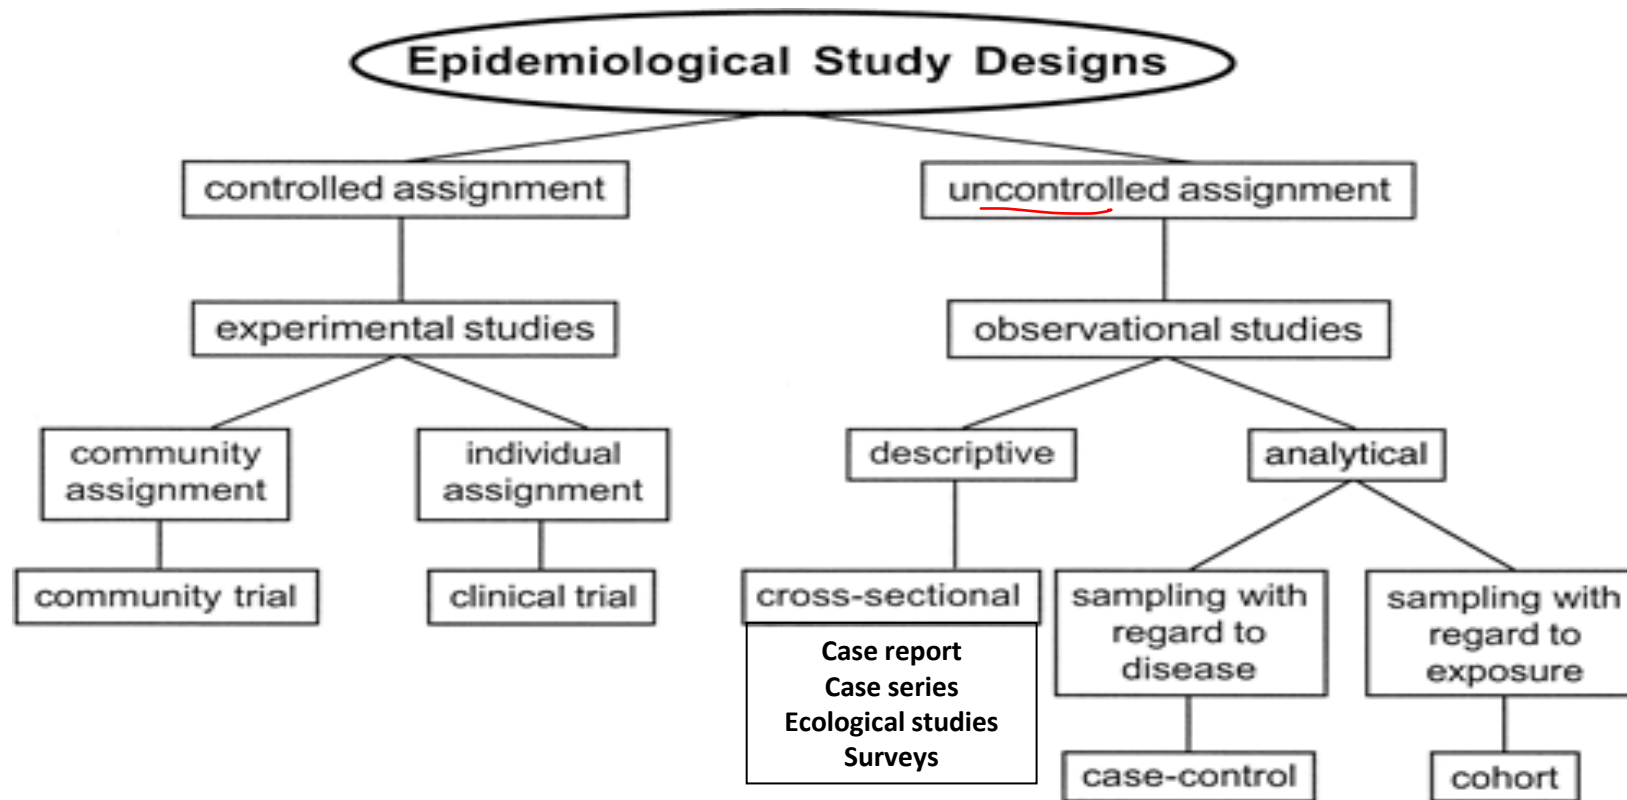 Epidemiological Study Designs
controlled assignment
uncontrolled assignment
experimental studies
observational studies
community
assignment
individual
assignment
descriptive
analytical
community trial
clinical trial
cross-sectional
Case report
Case series
Ecological studies
Surveys
sampling with
regard to
disease
sampling with
regard to
exposure
case-control
cohort